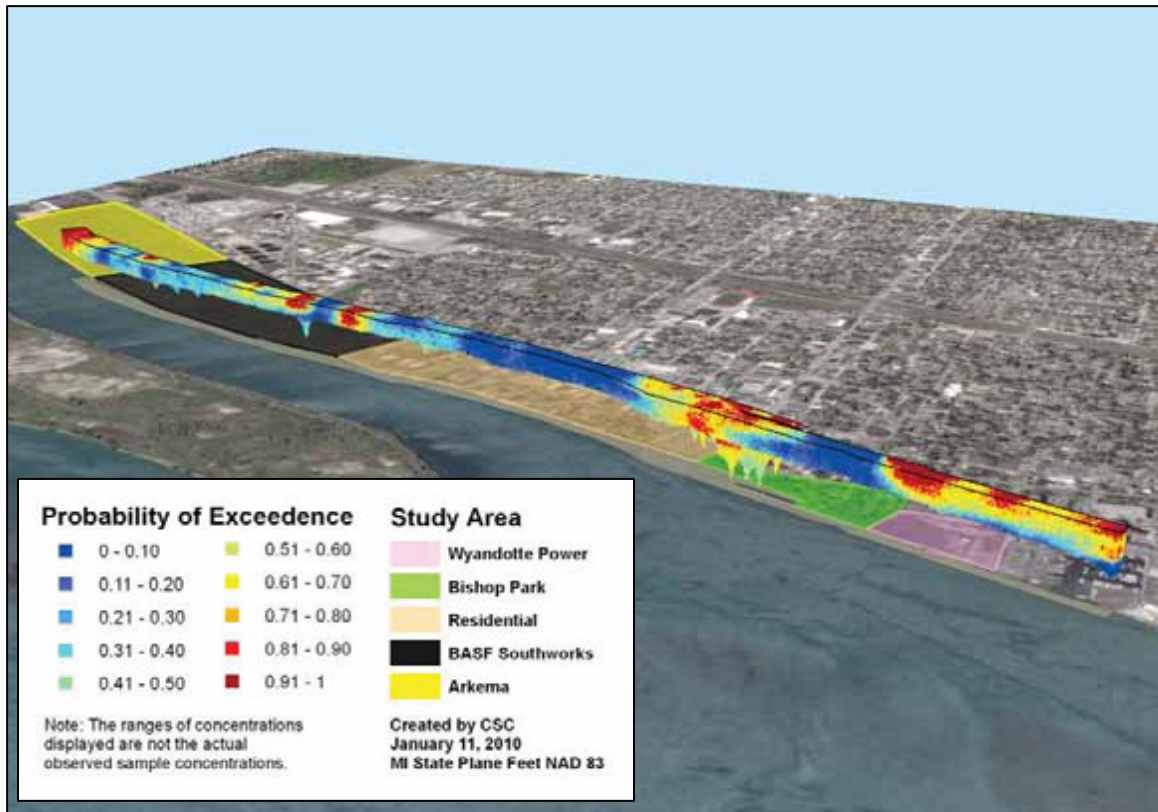 Probability of Exceedence
0 - 0.10
0.11 - 0.20
0.21 - 0.30
0.31 - 0.40
0.41 - 0.50
0.51 - 0.60
0.61 - 0.70
0.71 - 0.80
0.81 - 0.90
0.91 - 1
Note: The ranges of concentrations
displayed are not the actual
observed sample concentrations.
Study Area
Wyandotte Power
Bishop Park
Residential
BASF Southworks
Arkema
Created by CSC
January 11, 2010
MI State Plane Feet NAD 83